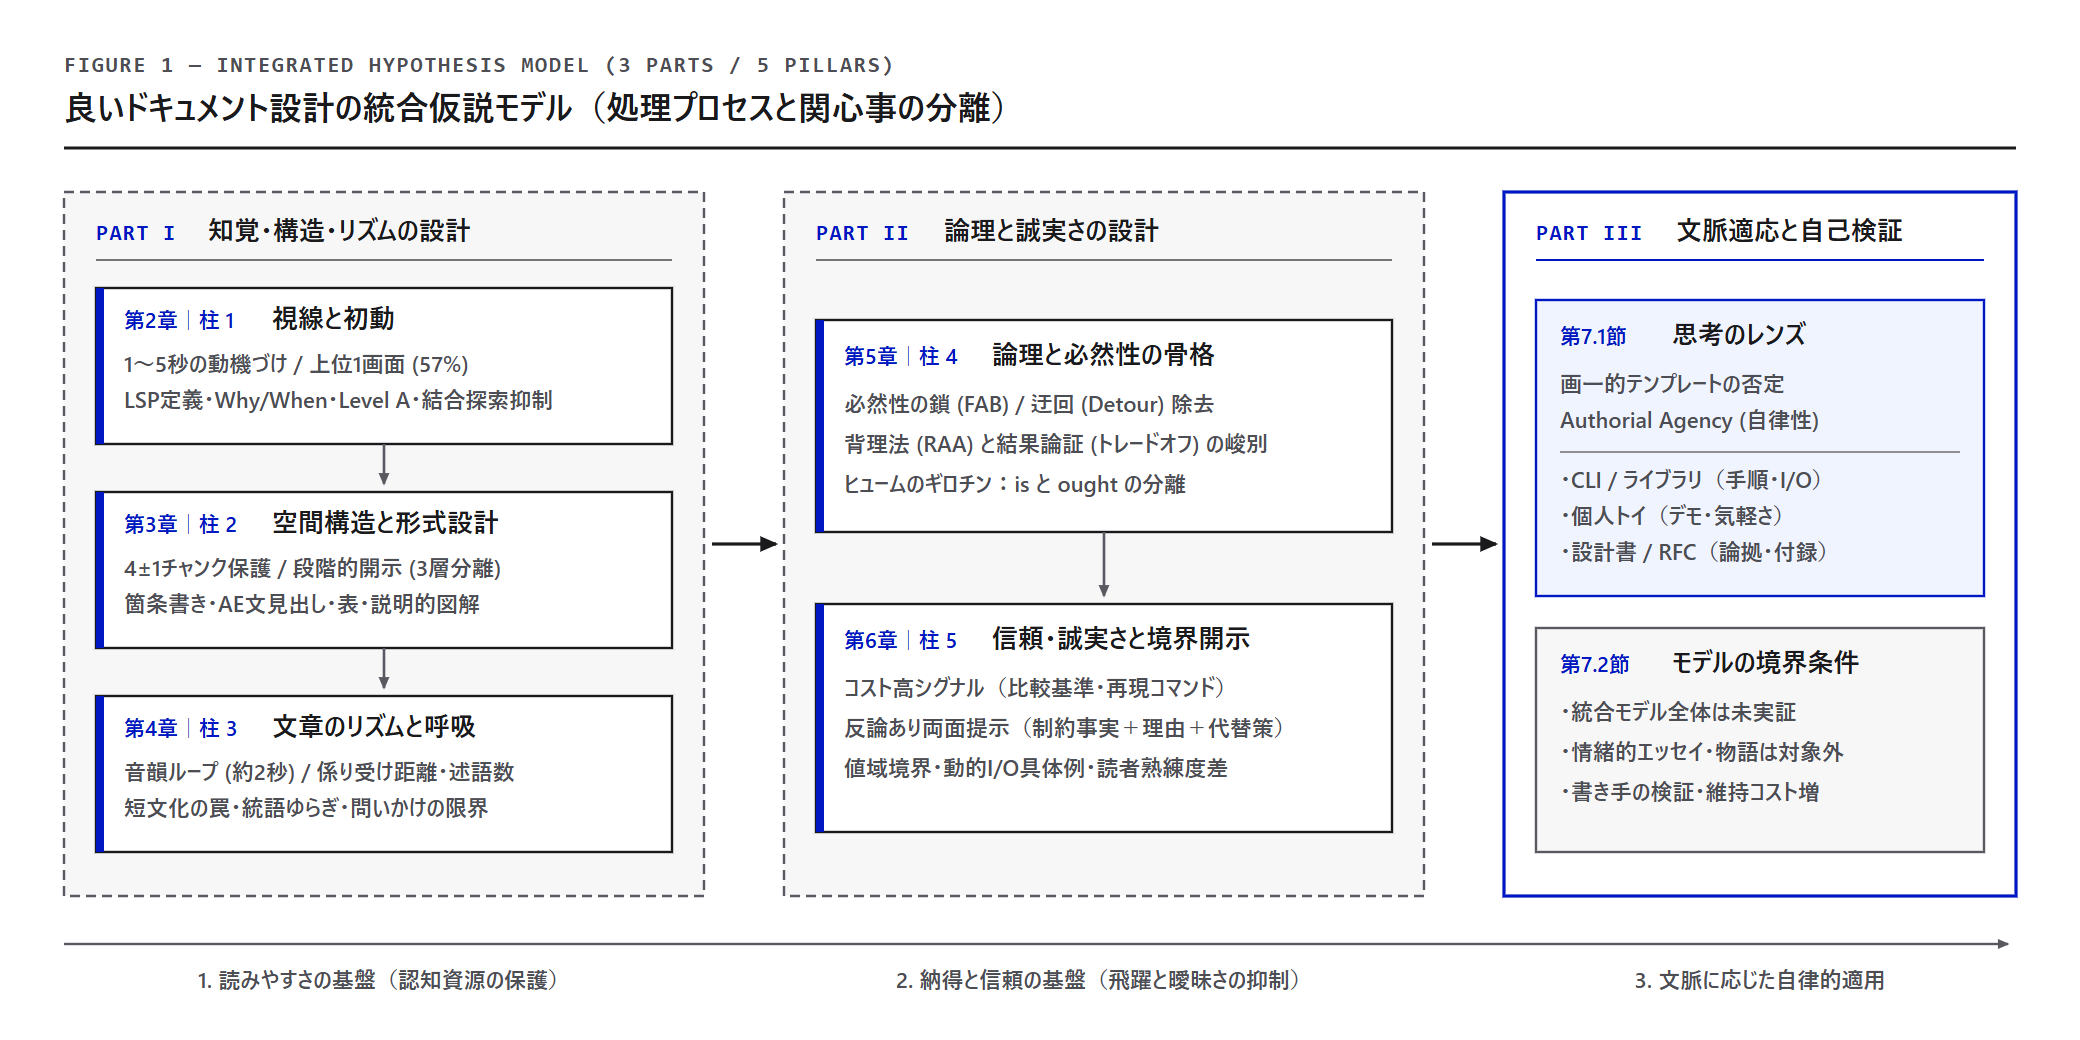 FIGURE 1 — INTEGRATED HYPOTHESIS MODEL (3 PARTS / 5 PILLARS)
良いドキュメント設計の統合仮説モデル（処理プロセスと関心事の分離）
PART I 知覚・構造・リズムの設計
第2章｜柱 1 視線と初動
1〜5秒の動機づけ / 上位1画面 (57%)
LSP定義・Why/When・Level A・結合探索抑制
第3章｜柱 2 空間構造と形式設計
4±1チャンク保護 / 段階的開示 (3層分離)
箇条書き・AE文見出し・表・説明的図解
第4章｜柱 3 文章のリズムと呼吸
音韻ループ (約2秒) / 係り受け距離・述語数
短文化の罠・統語ゆらぎ・問いかけの限界
PART II 論理と誠実さの設計
第5章｜柱 4 論理と必然性の骨格
必然性の鎖 (FAB) / 迂回 (Detour) 除去
背理法 (RAA) と結果論証 (トレードオフ) の峻別
ヒュームのギロチン：is と ought の分離
第6章｜柱 5 信頼・誠実さと境界開示
コスト高シグナル（比較基準・再現コマンド）
反論あり両面提示（制約事実＋理由＋代替策）
値域境界・動的I/O具体例・読者熟練度差
PART III 文脈適応と自己検証
第7.1節 思考のレンズ
画一的テンプレートの否定
Authorial Agency (自律性)
・CLI / ライブラリ（手順・I/O）
・個人トイ（デモ・気軽さ）
・設計書 / RFC（論拠・付録）
第7.2節 モデルの境界条件
・統合モデル全体は未実証
・情緒的エッセイ・物語は対象外
・書き手の検証・維持コスト増
1. 読みやすさの基盤（認知資源の保護）
2. 納得と信頼の基盤（飛躍と曖昧さの抑制）
3. 文脈に応じた自律的適用